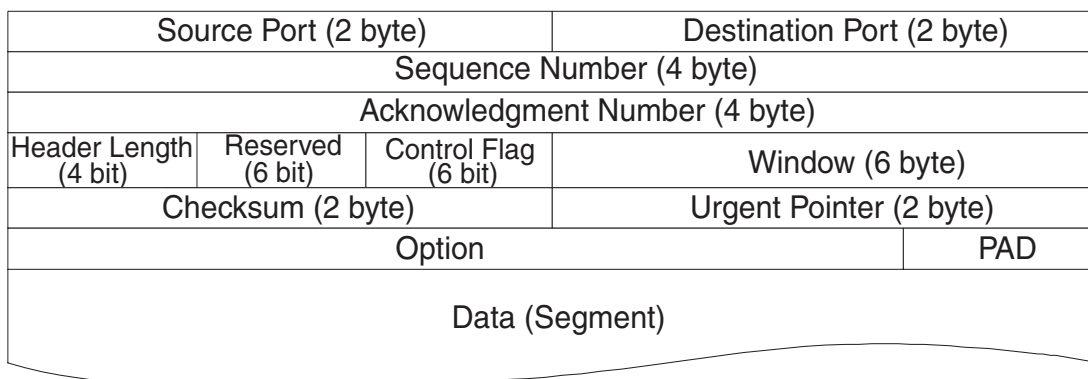 Source Port (2 byte) Destination Port (2 byte)
Sequence Number (4 byte)
Acknowledgment Number (4 byte)
Header Length (4 bit) Reserved (6 bit) Control Flag (6 bit) Window (6 byte)
Checksum (2 byte) Urgent Pointer (2 byte)
Option PAD
Data (Segment)